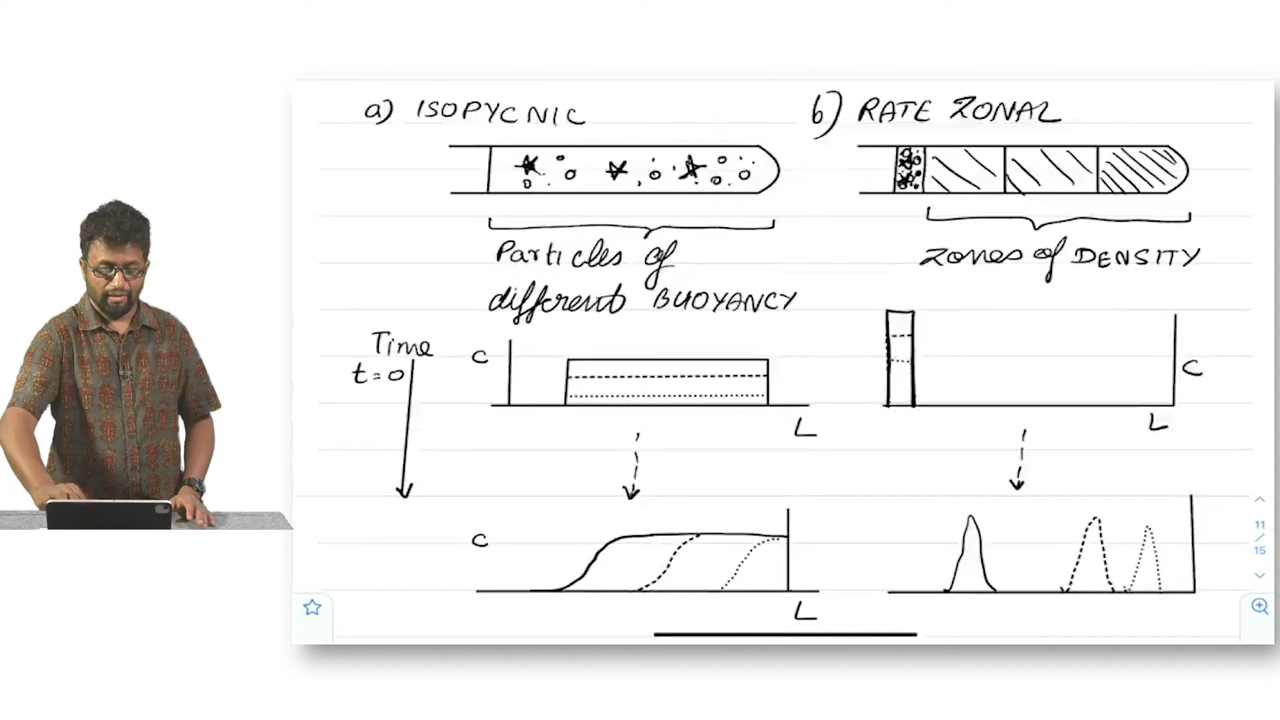 a) ISOPYCNIC
b) RATE ZONAL
Particles of
different BUOYANCY
Zones of DENSITY
Time
t=0
C
L
C
L
C
L
11
/
15